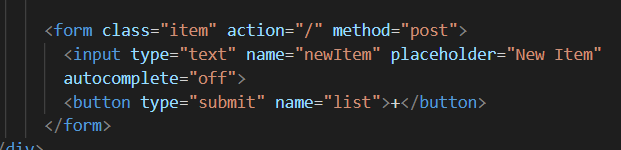 <form class="item" action="/" method="post">
<input type="text" name="newItem" placeholder="New Item"
autocomplete="off">
<button type="submit" name="list">+</button>
</form>
/div>